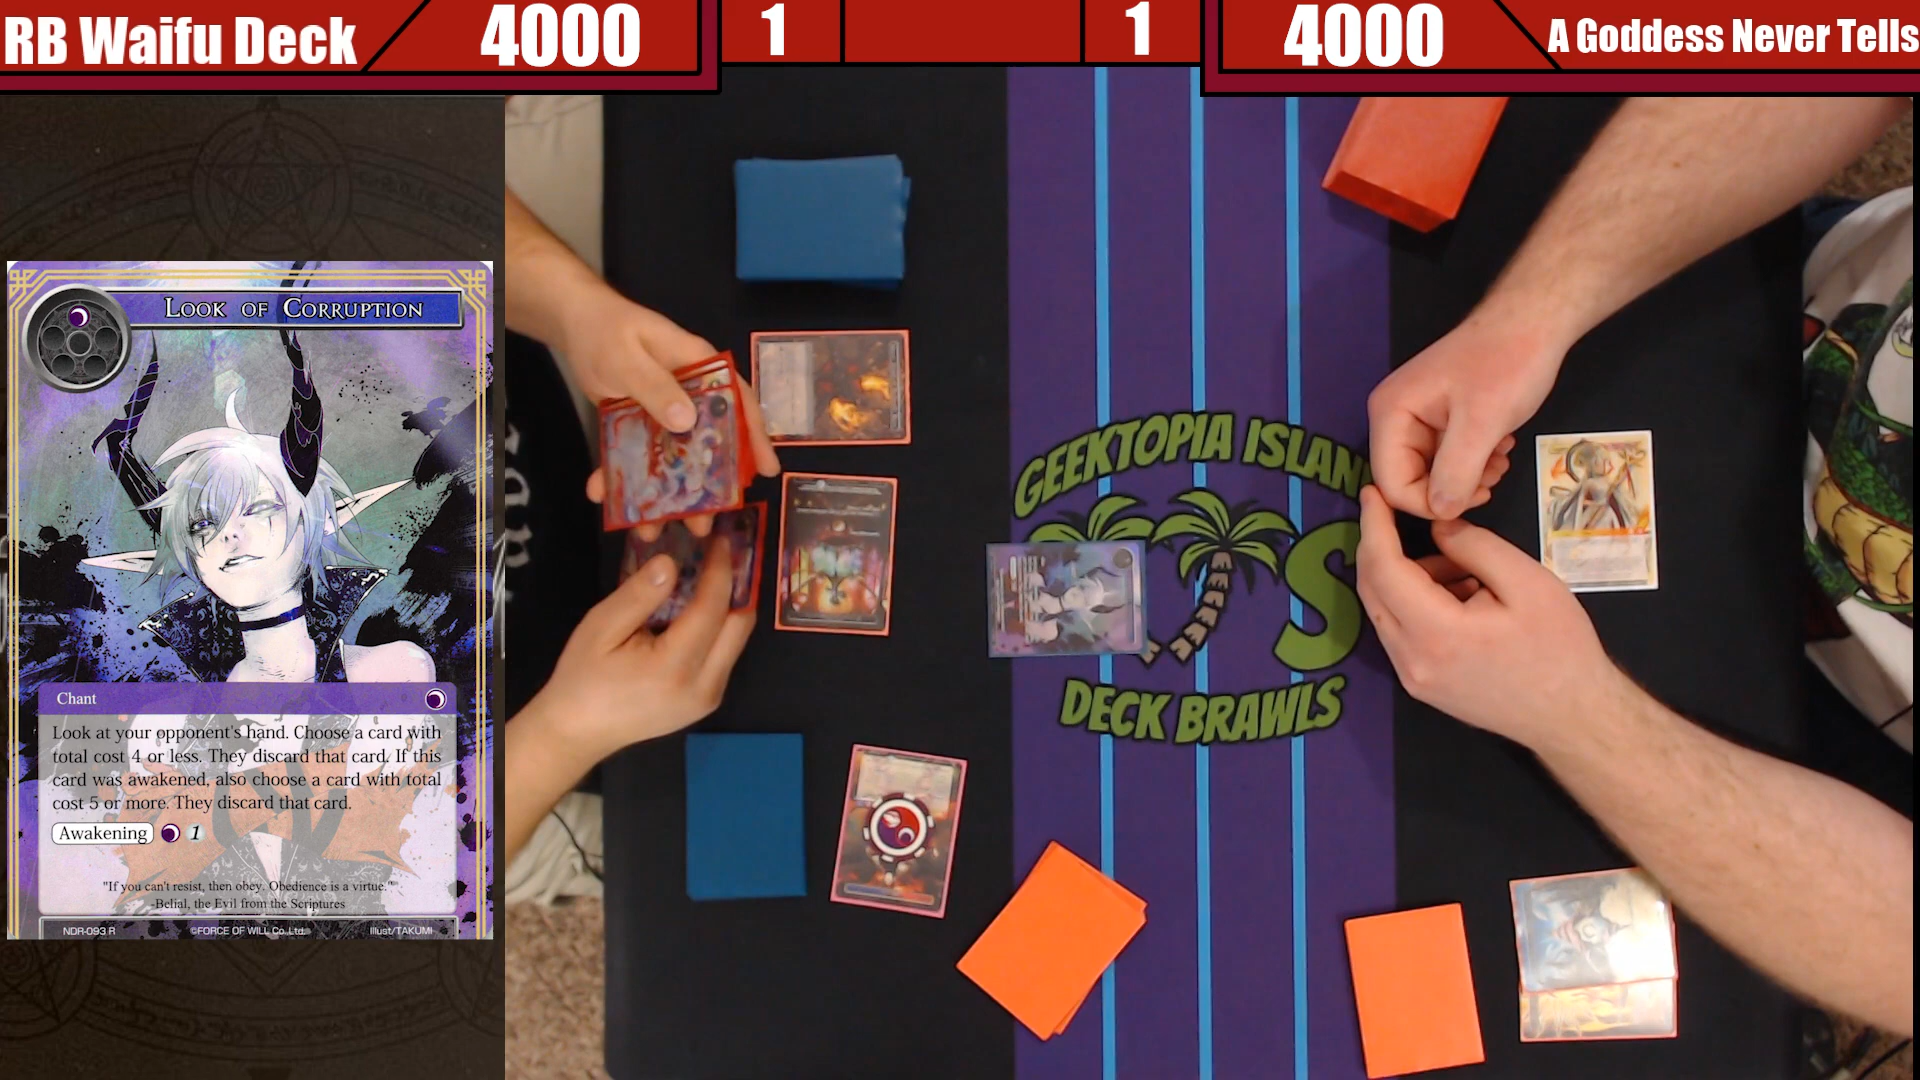 RB Waifu Deck
4000
1
1
4000
A Goddess Never Tells
LOOK OF CORRUPTION
Chant
Look at your opponent's hand. Choose a card with
total cost 4 or less. They discard that card. If this
card was awakened, also choose a card with total
cost 5 or more. They discard that card.
Awakening 1
"If you can't resist, then obey. Obedience is a virtue."
-Belial, the Evil from the Scriptures
NDR-093 R ©FORCE OF WILL Co.,Ltd. Illust/TAKUMI
GEEKTOPIA ISLAN
S
DECK BRAWLS